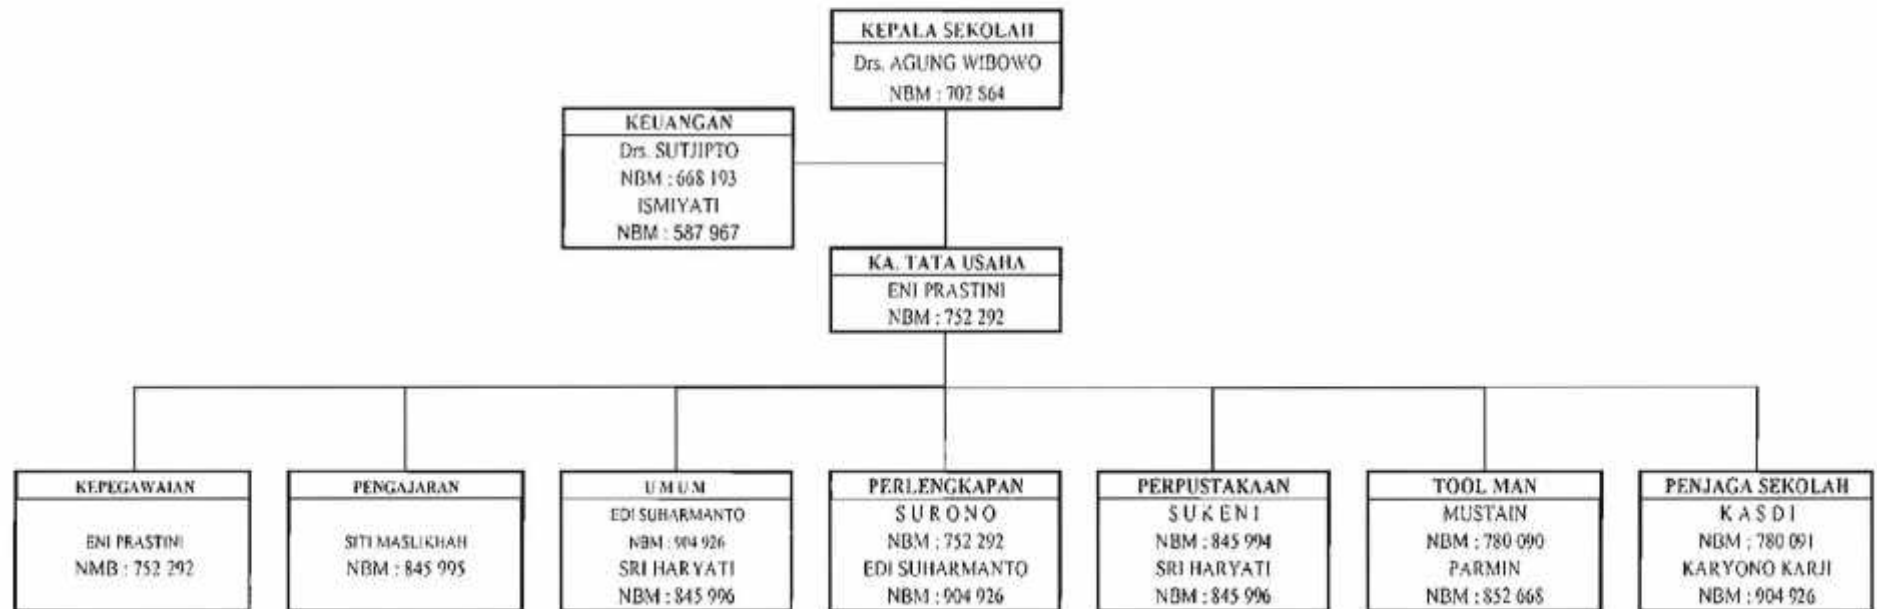 KEPALA SEKOLAH
Drs. AGUNG WIBOWO
NBM : 702 864
KEUANGAN
Drs. SUTJIPTO
NBM : 668 193
ISMIYATI
NBM : 587 967
KA. TATA USAHA
ENI PRASTINI
NBM : 752 292
KEPEGAWAIAN
ENI PRASTINI
NMB : 752 292
PENGAJARAN
SITI MASLIKHAH
NBM : 845 995
U M U M
EDI SUHARMANTO
NBM : 904 926
SRI HARYATI
NBM : 845 996
PERLENGKAPAN
S U R O N O
NBM : 752 292
EDI SUHARMANTO
NBM : 904 926
PERPUSTAKAAN
S U K E N I
NBM : 845 994
SRI HARYATI
NBM : 845 996
TOOL MAN
MUSTAIN
NBM : 780 090
PARMIN
NBM : 852 668
PENJAGA SEKOLAH
K A S D I
NBM : 780 091
KARYONO KARJI
NBM : 904 926